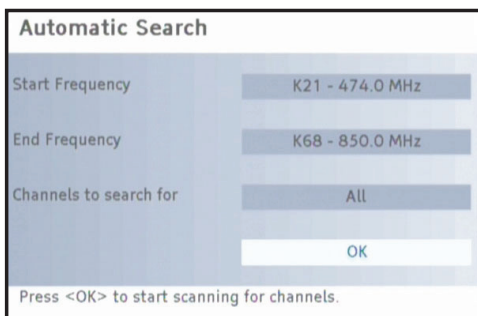 Automatic Search
Start Frequency K21 - 474.0 MHz
End Frequency K68 - 850.0 MHz
Channels to search for All
OK
Press <OK> to start scanning for channels.